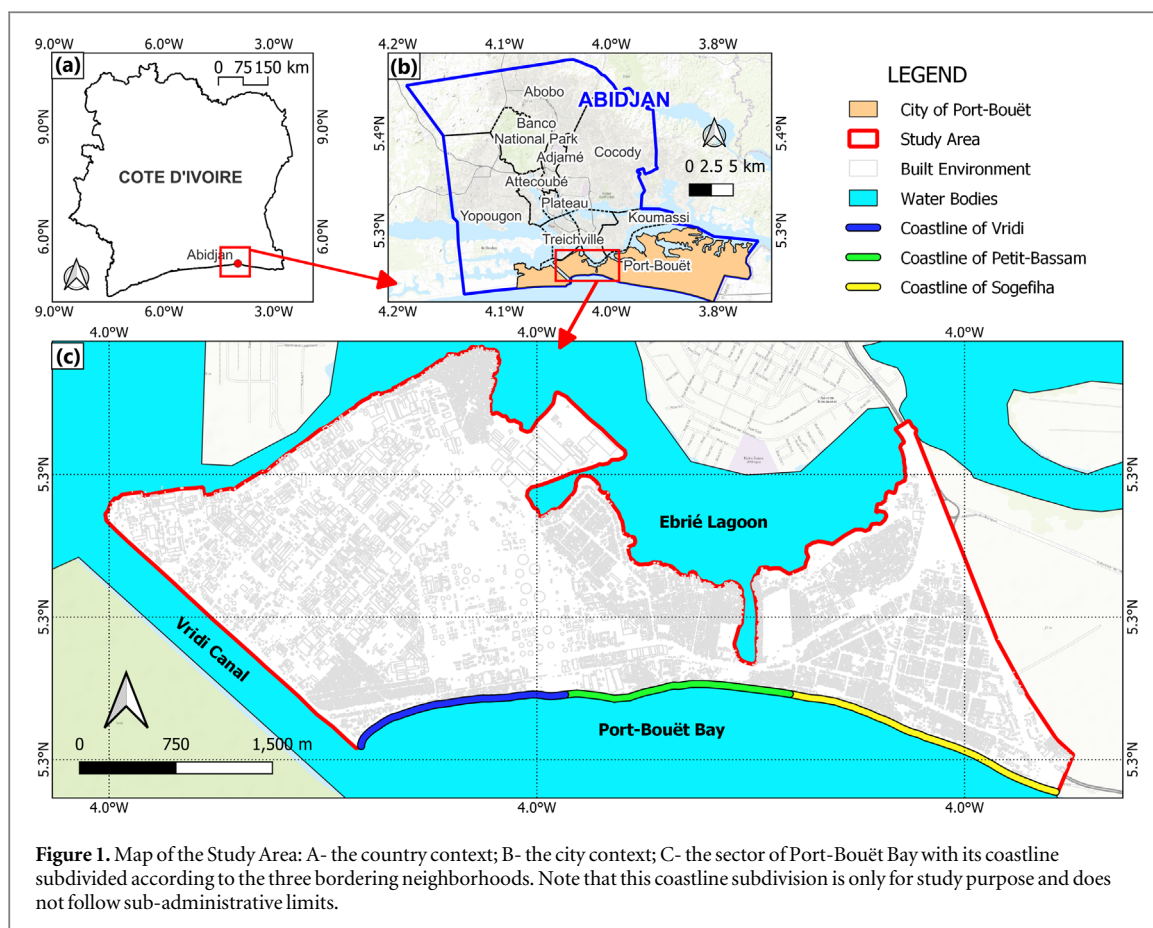 9.0°W 6.0°W 3.0°W
(a)
0 75 150 km
9.0°N
9.0°N
COTE D'IVOIRE
6.0°N
6.0°N
Abidjan
9.0°W 6.0°W 3.0°W
4.2°W 4.1°W 4.0°W 3.8°W
(b)
Abobo
ABIDJAN
Banco
National Park
Adjamé
Cocody
5.4°N
5.4°N
0 2.5 5 km
Attecoubé
Plateau
Yopougon
Koumassi
Treichville
5.3°N
5.3°N
Port-Bouët
4.2°W 4.1°W 4.0°W 3.8°W
LEGEND
City of Port-Bouët
Study Area
Built Environment
Water Bodies
Coastline of Vridi
Coastline of Petit-Bassam
Coastline of Sogefiha
4.0°W 4.0°W 4.0°W
(c)
5.3°N
5.3°N
Ebrié Lagoon
5.3°N
5.3°N
Vridi Canal
Port-Bouët Bay
0 750 1,500 m
5.3°N
5.3°N
4.0°W 4.0°W 4.0°W
Figure 1. Map of the Study Area: A- the country context; B- the city context; C- the sector of Port-Bouët Bay with its coastline
subdivided according to the three bordering neighborhoods. Note that this coastline subdivision is only for study purpose and does
not follow sub-administrative limits.